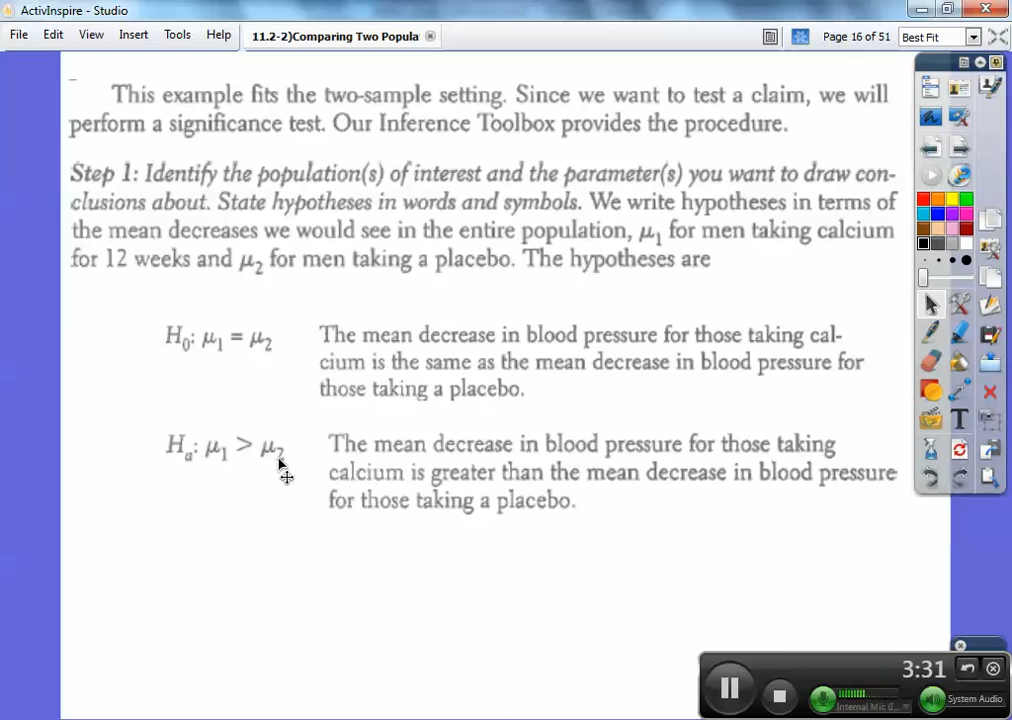 ActivInspire - Studio
File Edit View Insert Tools Help
11.2-2)Comparing Two Popula
Page 16 of 51
Best Fit
This example fits the two-sample setting. Since we want to test a claim, we will
perform a significance test. Our Inference Toolbox provides the procedure.
Step 1: Identify the population(s) of interest and the parameter(s) you want to draw con-
clusions about. State hypotheses in words and symbols. We write hypotheses in terms of
the mean decreases we would see in the entire population, μ₁ for men taking calcium
for 12 weeks and μ₂ for men taking a placebo. The hypotheses are
H₀: μ₁ = μ₂ The mean decrease in blood pressure for those taking cal-
cium is the same as the mean decrease in blood pressure for
those taking a placebo.
Hₐ: μ₁ > μ₂ The mean decrease in blood pressure for those taking
calcium is greater than the mean decrease in blood pressure
for those taking a placebo.
3:31
Internal Mic (I...
System Audio